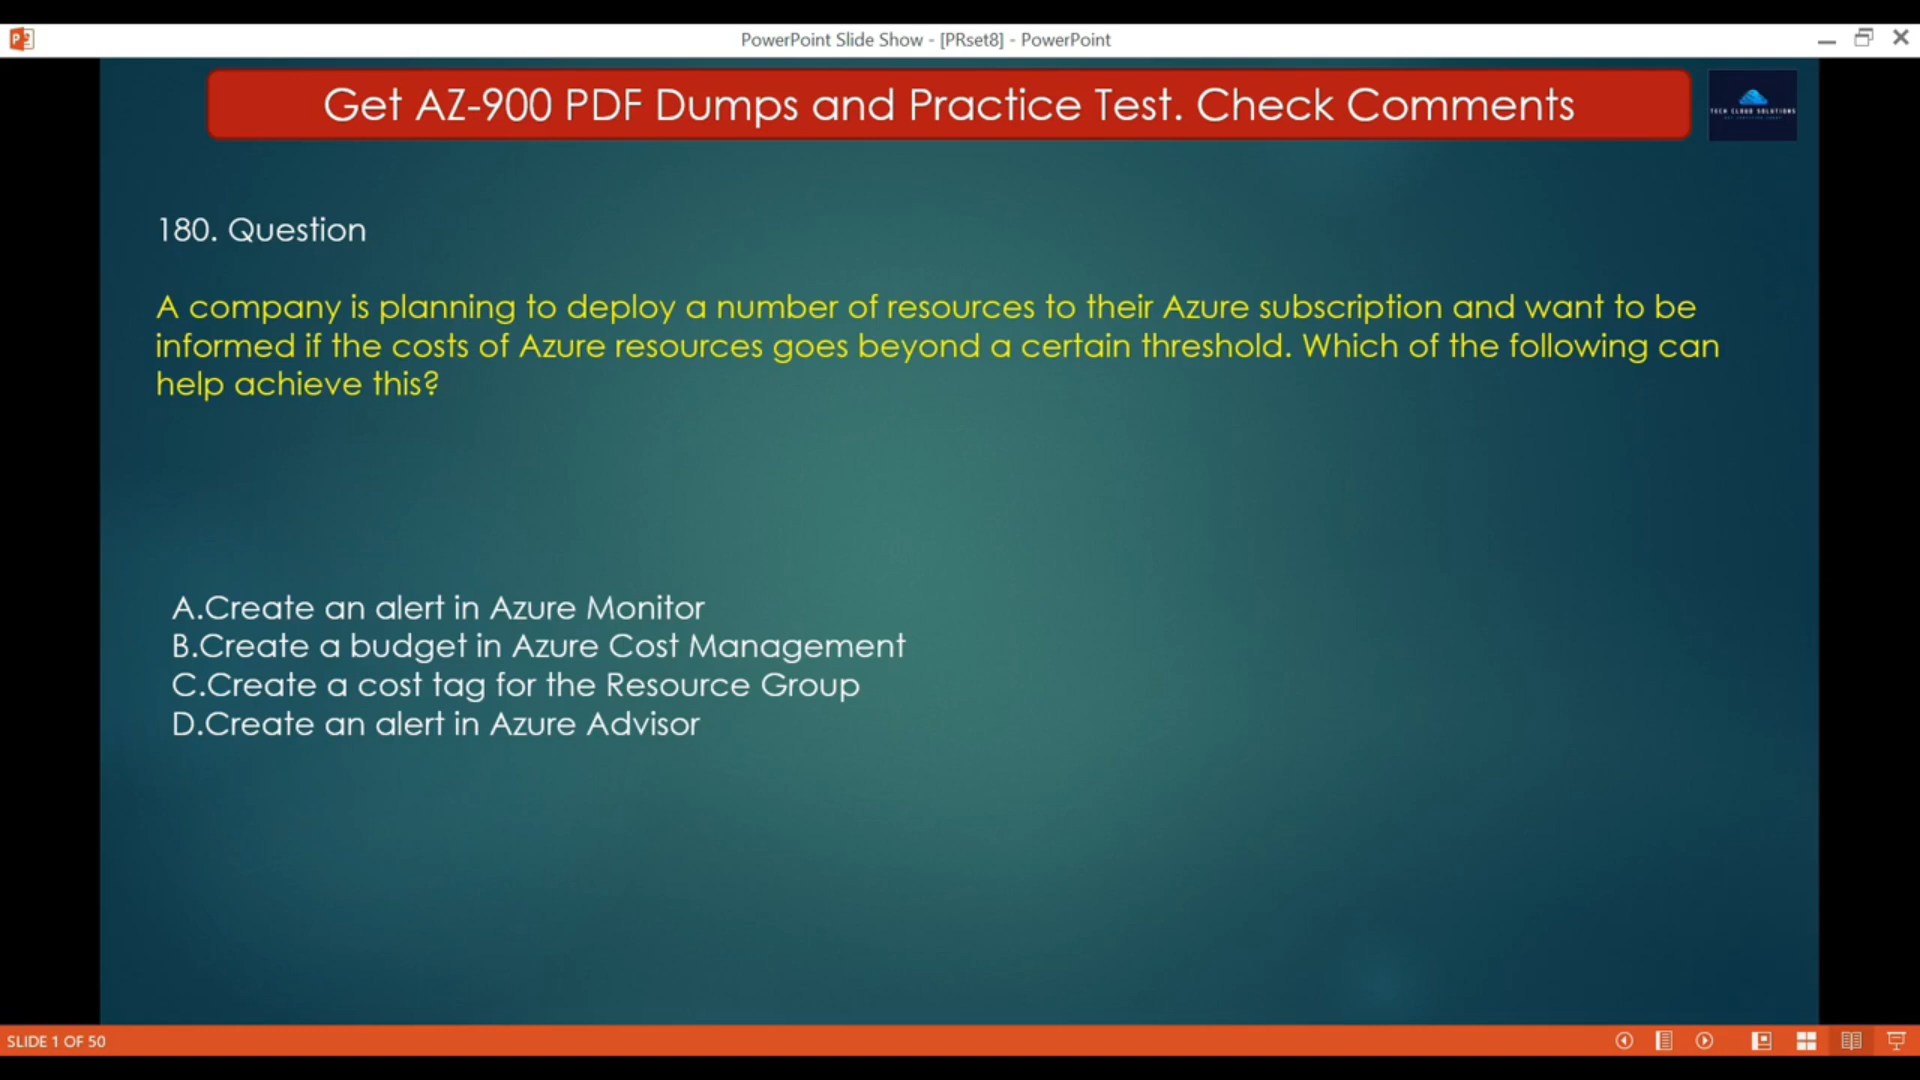 PowerPoint Slide Show - [PRset8] - PowerPoint
Get AZ-900 PDF Dumps and Practice Test. Check Comments
TECH CLOUD SOLUTIONS
180. Question
A company is planning to deploy a number of resources to their Azure subscription and want to be
informed if the costs of Azure resources goes beyond a certain threshold. Which of the following can
help achieve this?
A.Create an alert in Azure Monitor
B.Create a budget in Azure Cost Management
C.Create a cost tag for the Resource Group
D.Create an alert in Azure Advisor
SLIDE 1 OF 50